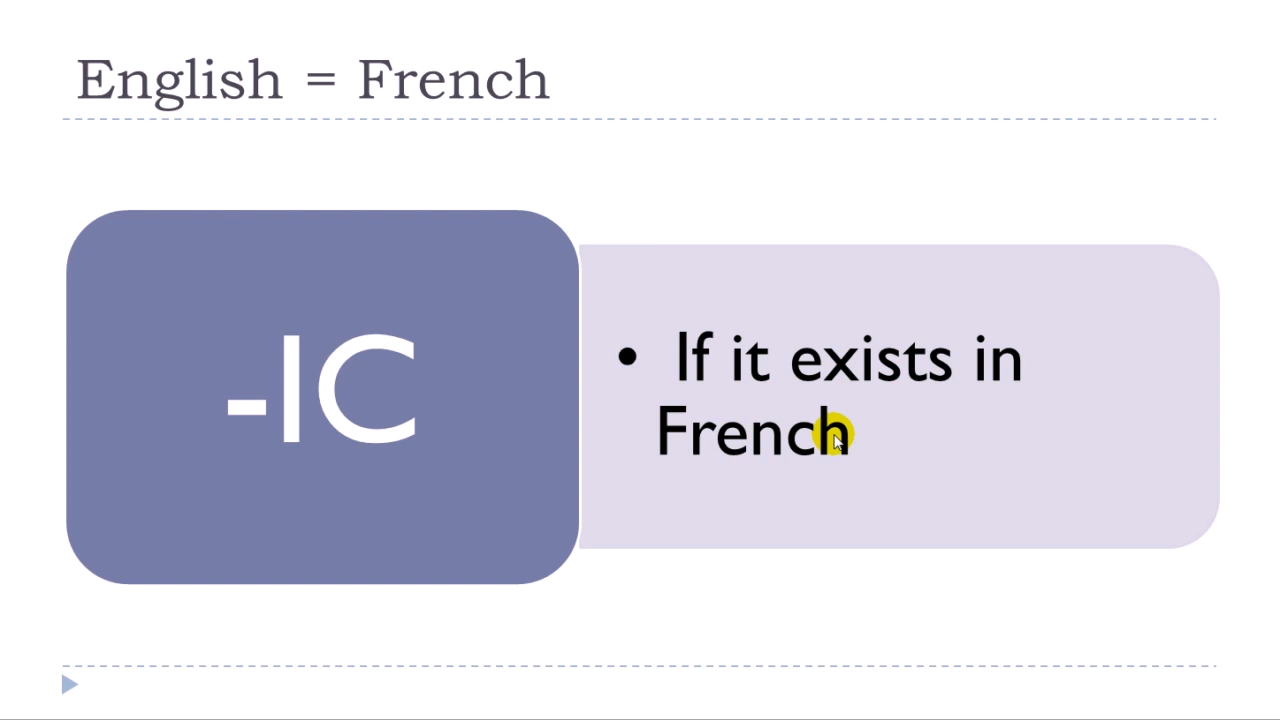 English = French
-IC
• If it exists in
French